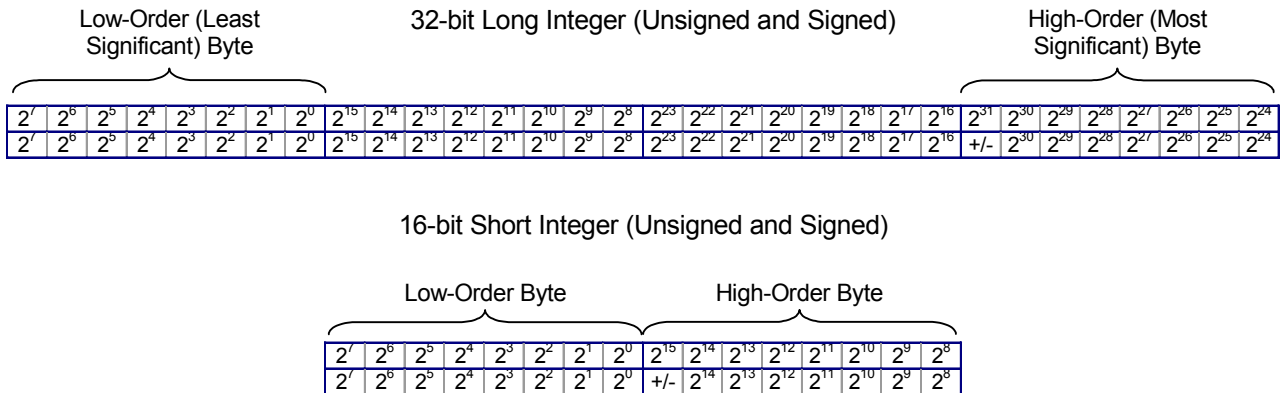 Low-Order (Least
Significant) Byte
32-bit Long Integer (Unsigned and Signed)
High-Order (Most
Significant) Byte
2⁷ 2⁶ 2⁵ 2⁴ 2³ 2² 2¹ 2⁰ 2¹⁵ 2¹⁴ 2¹³ 2¹² 2¹¹ 2¹⁰ 2⁹ 2⁸ 2²³ 2²² 2²¹ 2²⁰ 2¹⁹ 2¹⁸ 2¹⁷ 2¹⁶ 2³¹ 2³⁰ 2²⁹ 2²⁸ 2²⁷ 2²⁶ 2²⁵ 2²⁴
2⁷ 2⁶ 2⁵ 2⁴ 2³ 2² 2¹ 2⁰ 2¹⁵ 2¹⁴ 2¹³ 2¹² 2¹¹ 2¹⁰ 2⁹ 2⁸ 2²³ 2²² 2²¹ 2²⁰ 2¹⁹ 2¹⁸ 2¹⁷ 2¹⁶ +/- 2³⁰ 2²⁹ 2²⁸ 2²⁷ 2²⁶ 2²⁵ 2²⁴
16-bit Short Integer (Unsigned and Signed)
Low-Order Byte High-Order Byte
2⁷ 2⁶ 2⁵ 2⁴ 2³ 2² 2¹ 2⁰ 2¹⁵ 2¹⁴ 2¹³ 2¹² 2¹¹ 2¹⁰ 2⁹ 2⁸
2⁷ 2⁶ 2⁵ 2⁴ 2³ 2² 2¹ 2⁰ +/- 2¹⁴ 2¹³ 2¹² 2¹¹ 2¹⁰ 2⁹ 2⁸